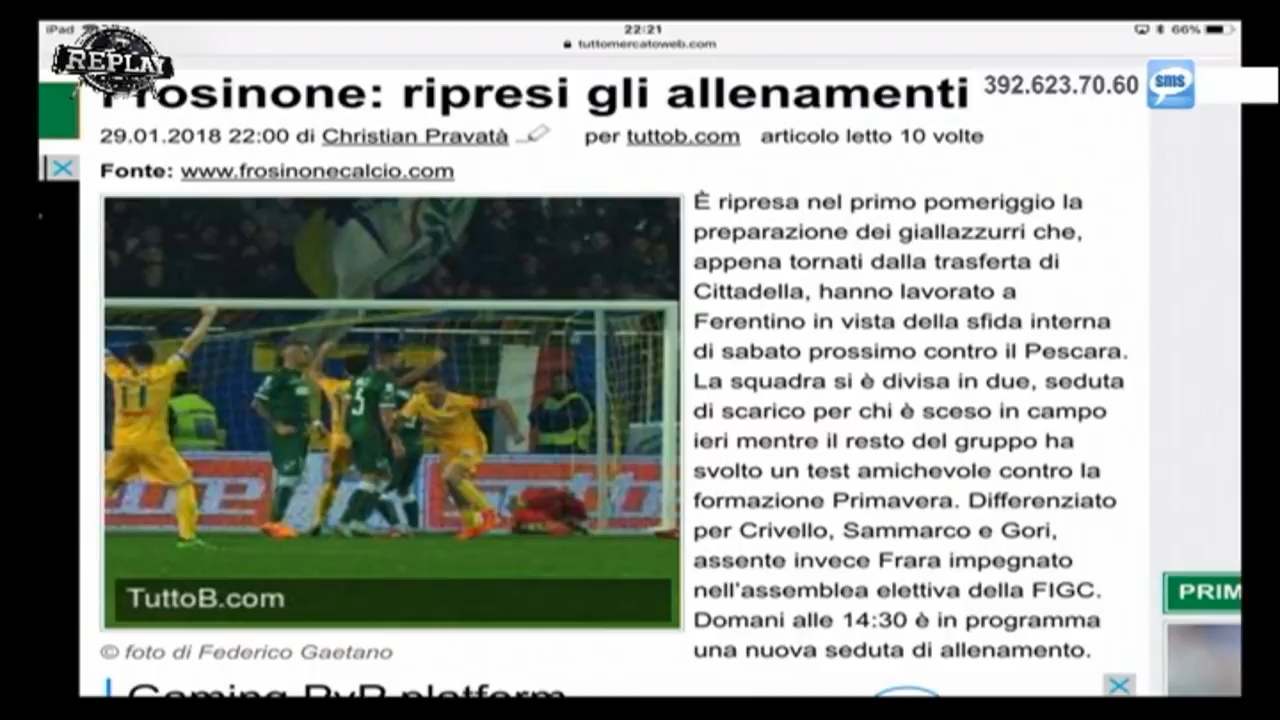 iPad
22:21
66%
tuttomercatoweb.com
REPLAY
Frosinone: ripresi gli allenamenti
392.623.70.60
sms
29.01.2018 22:00 di Christian Pravatà per tuttob.com articolo letto 10 volte
Fonte: www.frosinonecalcio.com
È ripresa nel primo pomeriggio la
preparazione dei giallazzurri che,
appena tornati dalla trasferta di
Cittadella, hanno lavorato a
Ferentino in vista della sfida interna
di sabato prossimo contro il Pescara.
La squadra si è divisa in due, seduta
di scarico per chi è sceso in campo
ieri mentre il resto del gruppo ha
svolto un test amichevole contro la
formazione Primavera. Differenziato
per Crivello, Sammarco e Gori,
assente invece Frara impegnato
nell'assemblea elettiva della FIGC.
Domani alle 14:30 è in programma
una nuova seduta di allenamento.
11
3
TuttoB.com
© foto di Federico Gaetano
PRIM
Gaming PvP platform